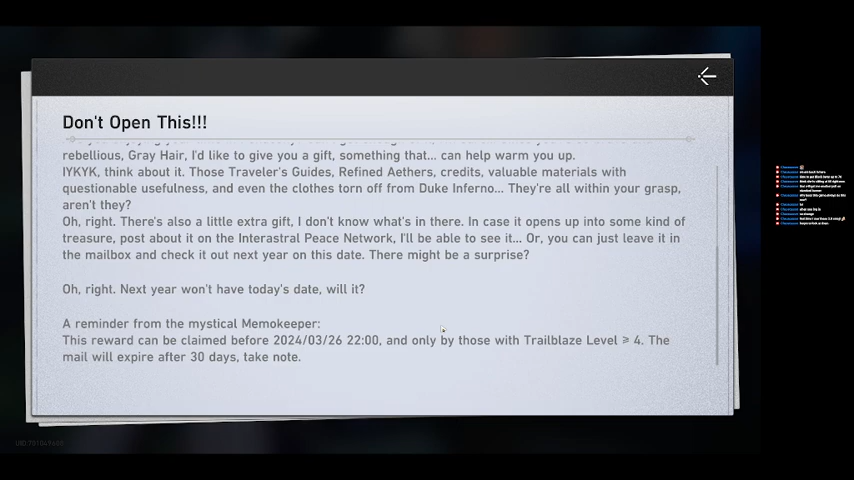 Don't Open This!!!
rebellious, Gray Hair, I'd like to give you a gift, something that... can help warm you up.
IYKYK, think about it. Those Traveler's Guides, Refined Aethers, credits, valuable materials with
questionable usefulness, and even the clothes torn off from Duke Inferno... They're all within your grasp,
aren't they?
Oh, right. There's also a little extra gift, I don't know what's in there. In case it opens up into some kind of
treasure, post about it on the Interastral Peace Network, I'll be able to see it... Or, you can just leave it in
the mailbox and check it out next year on this date. There might be a surprise?
Oh, right. Next year won't have today's date, will it?
A reminder from the mystical Memokeeper:
This reward can be claimed before 2024/03/26 22:00, and only by those with Trailblaze Level ≥ 4. The
mail will expire after 30 days, take note.